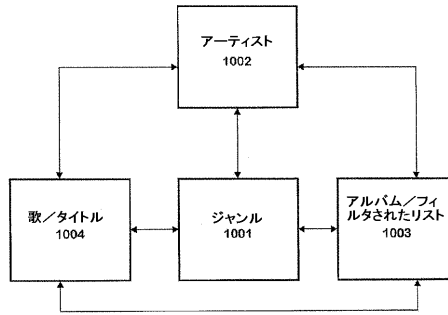 アーティスト
1002
歌／タイトル
1004
ジャンル
1001
アルバム／フィ
ルタされたリスト
1003